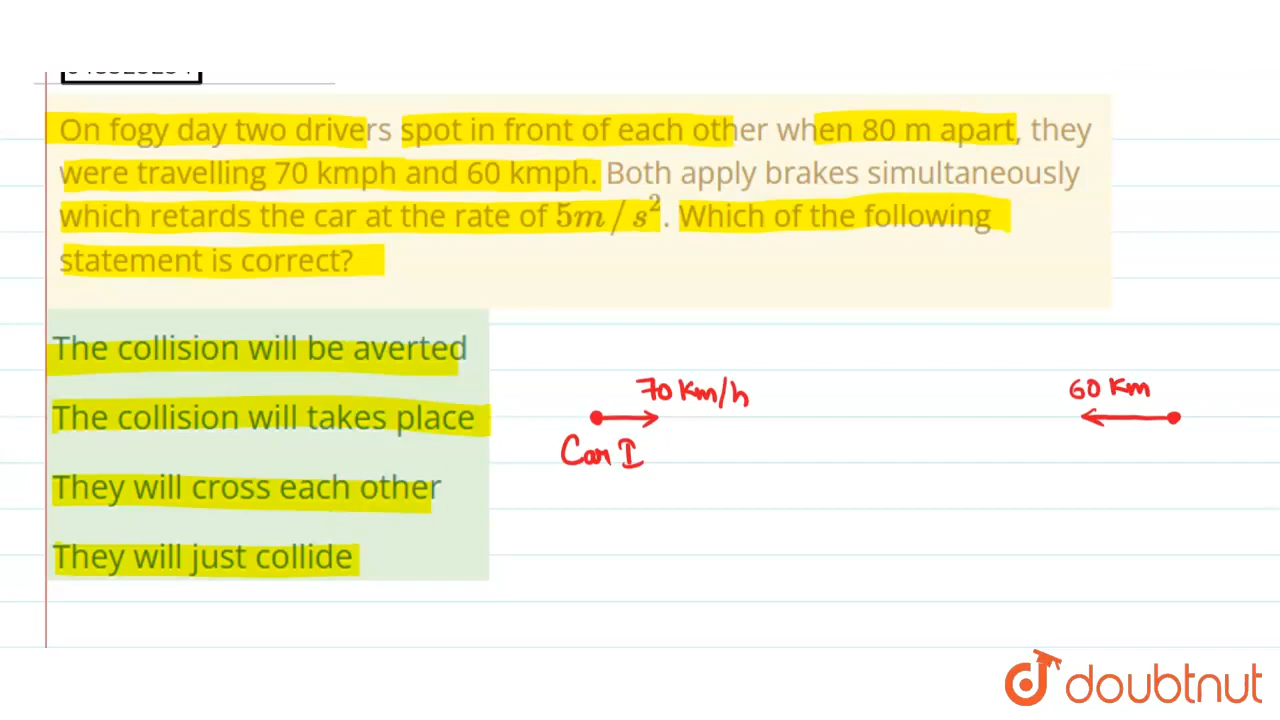 On fogy day two drivers spot in front of each other when 80 m apart, they
were travelling 70 kmph and 60 kmph. Both apply brakes simultaneously
which retards the car at the rate of 5m/s². Which of the following
statement is correct?
The collision will be averted
70 Km/h
60 Km
The collision will takes place
Car I
They will cross each other
They will just collide
doubtnut